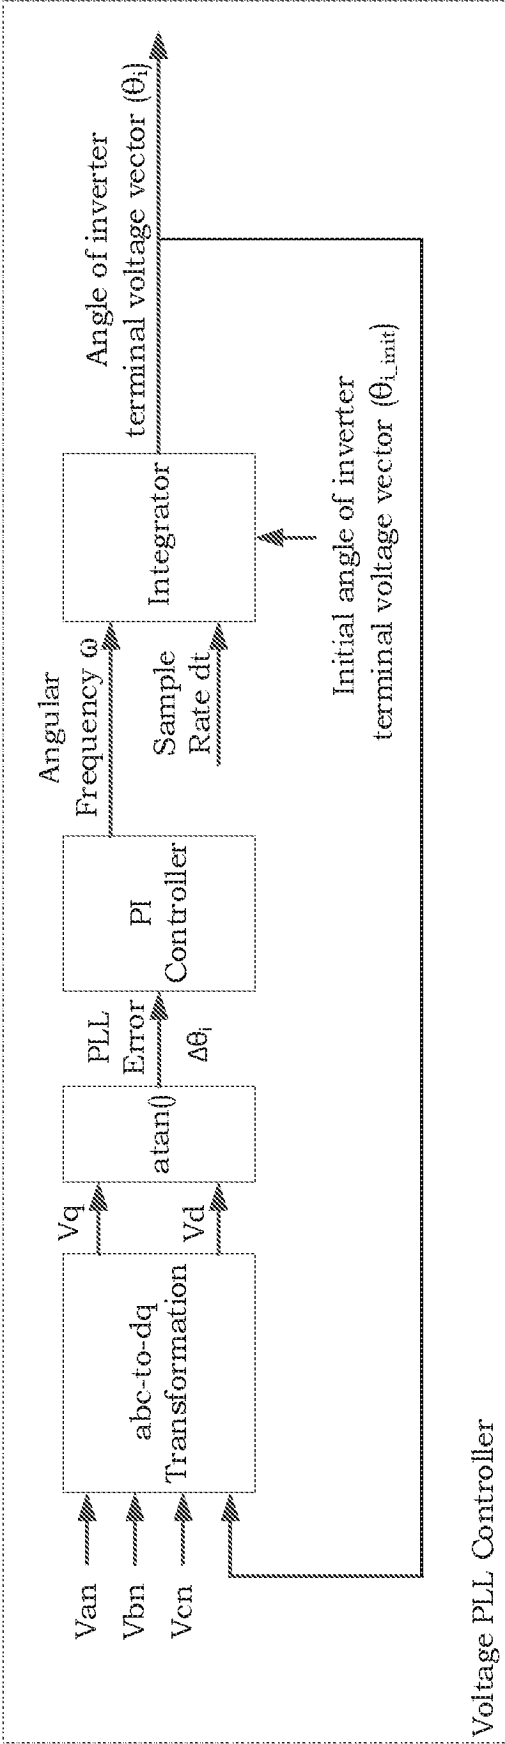 Van
Vbn
Vcn
abc-to-dq
Transformation
Vq
Vd
atan()
PLL
Error
Δθi
PI
Controller
Angular
Frequency ω
Sample
Rate dt
Integrator
Initial angle of inverter
terminal voltage vector (θi_init)
Angle of inverter
terminal voltage vector (θi)
Voltage PLL Controller